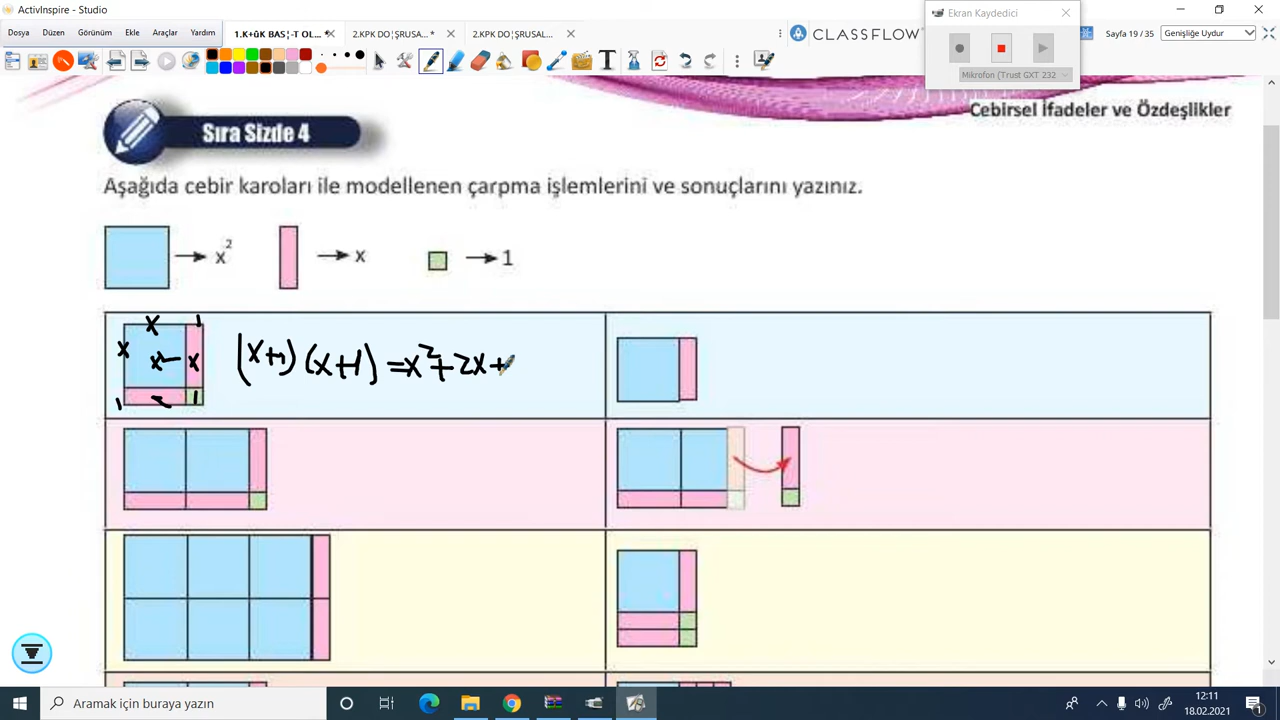 ActivInspire - Studio
Ekran Kaydedici
Dosya Düzen Görünüm Ekle Araçlar Yardım
1.K+ûK BAS¦-T OL...
2.KPK DO¦ŞRUSA... *
2.KPK DO¦ŞRUSAL...
CLASSFLOW
Sayfa 19 / 35
Genişliğe Uydur
Mikrofon (Trust GXT 232
Cebirsel İfadeler ve Özdeşlikler
Sıra Sizde 4
Aşağıda cebir karoları ile modellenen çarpma işlemlerini ve sonuçlarını yazınız.
→ x² → x → 1
x 1
x x² x
1 1
(x+1) (x+1) = x²+2x+
Aramak için buraya yazın
12:11
18.02.2021
1